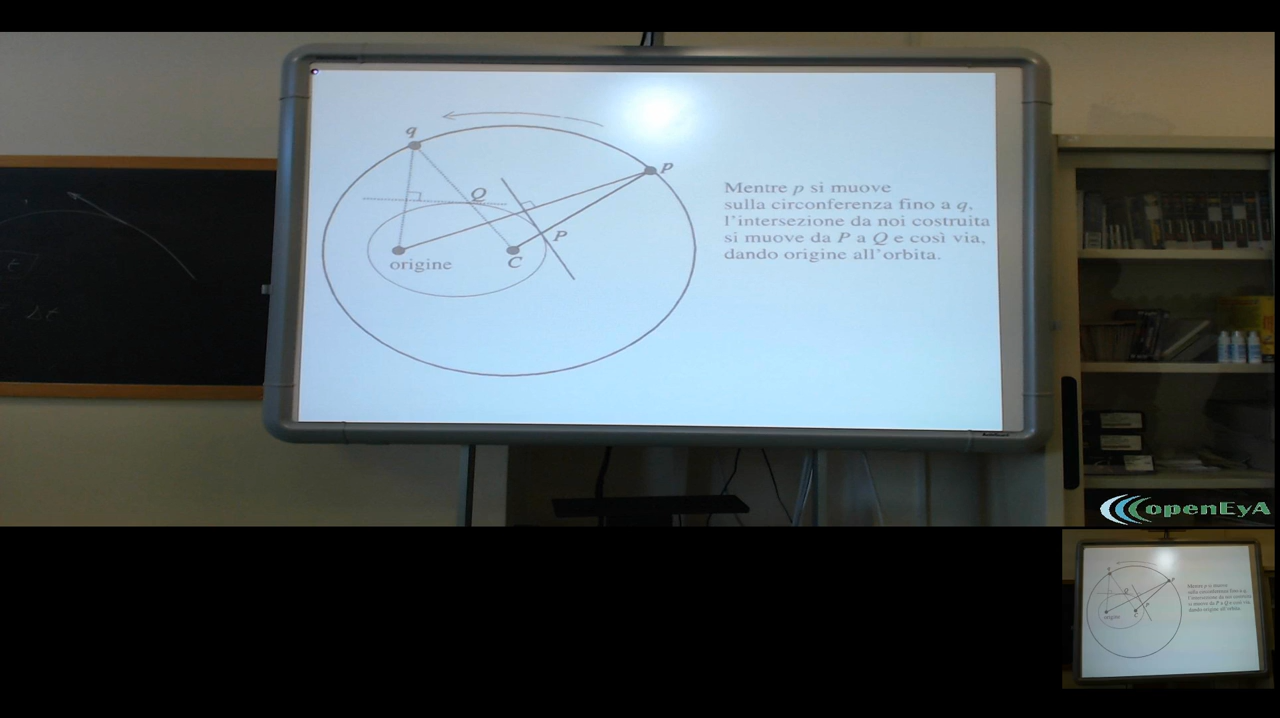 q
p
Q
P
origine
C
Mentre p si muove
sulla circonferenza fino a q,
l'intersezione da noi costruita
si muove da P a Q e così via,
dando origine all'orbita.
openEyA